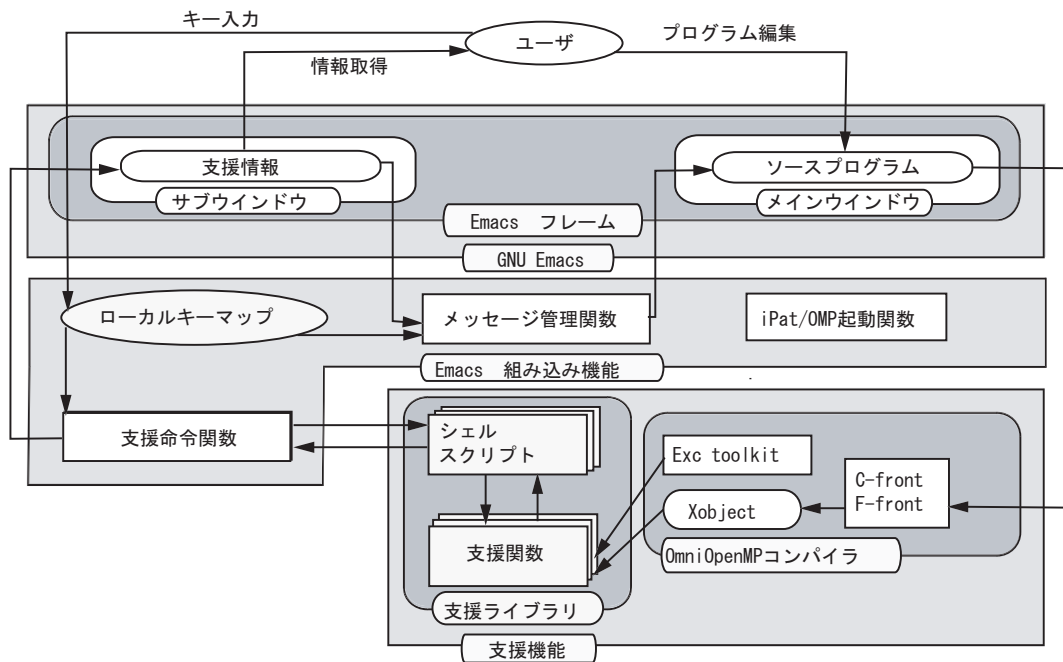 キー入力
ユーザ
プログラム編集
情報取得
支援情報
サブウインドウ
ソースプログラム
メインウインドウ
Emacs フレーム
GNU Emacs
ローカルキーマップ
メッセージ管理関数
iPat/OMP起動関数
Emacs 組み込み機能
支援命令関数
シェル
スクリプト
Exc toolkit
C-front
F-front
Xobject
支援関数
OmniOpenMPコンパイラ
支援ライブラリ
支援機能